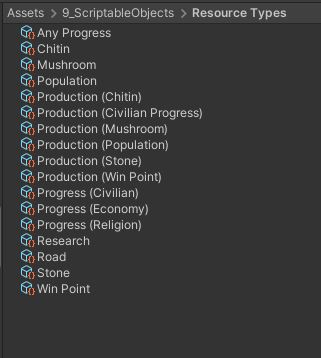 Assets > 9_ScriptableObjects > Resource Types
Any Progress
Chitin
Mushroom
Population
Production (Chitin)
Production (Civilian Progress)
Production (Mushroom)
Production (Population)
Production (Stone)
Production (Win Point)
Progress (Civilian)
Progress (Economy)
Progress (Religion)
Research
Road
Stone
Win Point